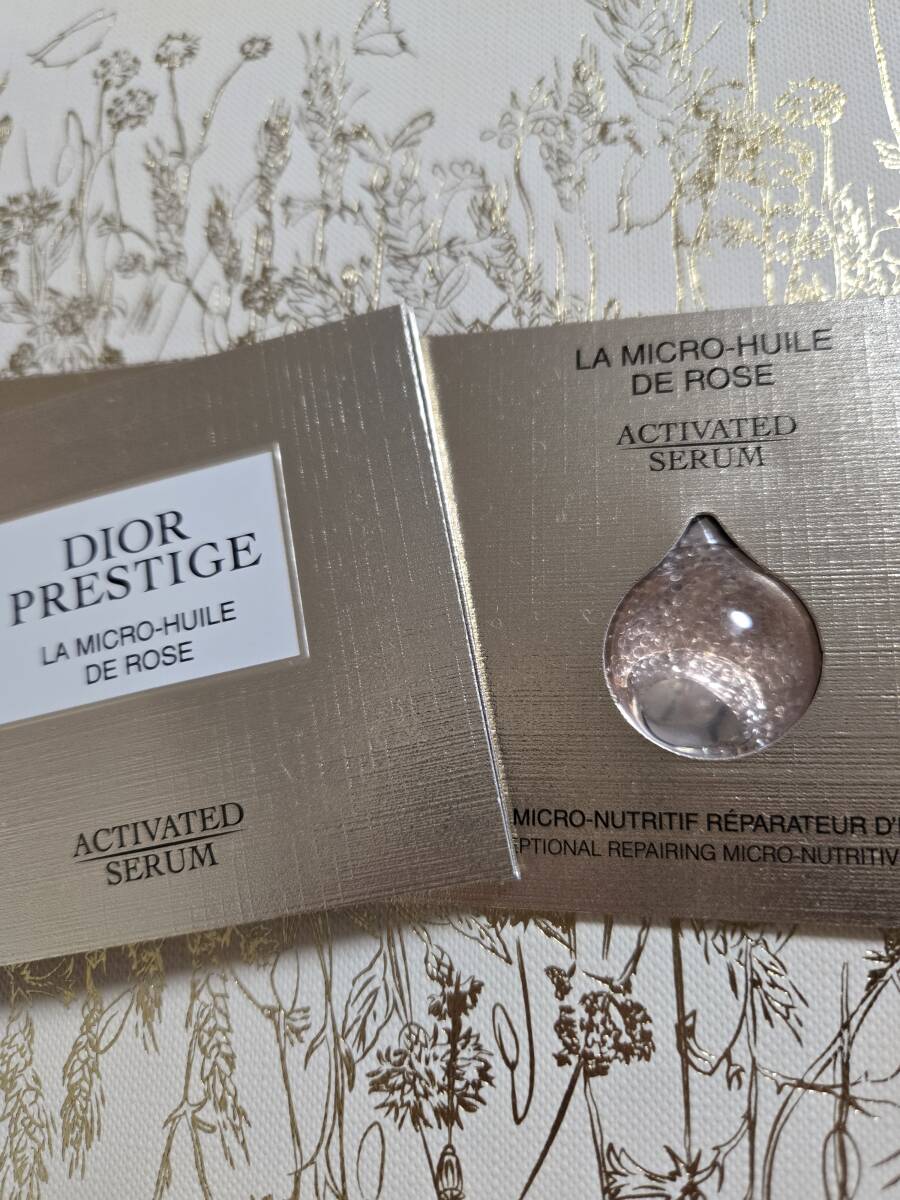 DIOR
PRESTIGE
LA MICRO-HUILE
DE ROSE
ACTIVATED
SERUM
LA MICRO-HUILE
DE ROSE
ACTIVATED
SERUM
MICRO-NUTRITIF RÉPARATEUR D'
REPAIRING MICRO-NUTRITIV